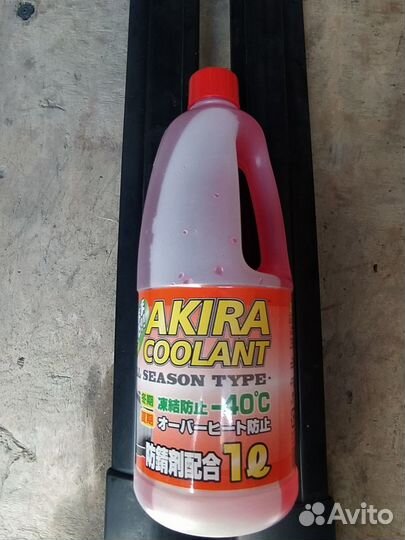 AKIRA
COOLANT
SEASON TYPE
冬期 凍結防止-40℃
夏期 オーバーヒート防止
防錆剤配合 1ℓ
Avito